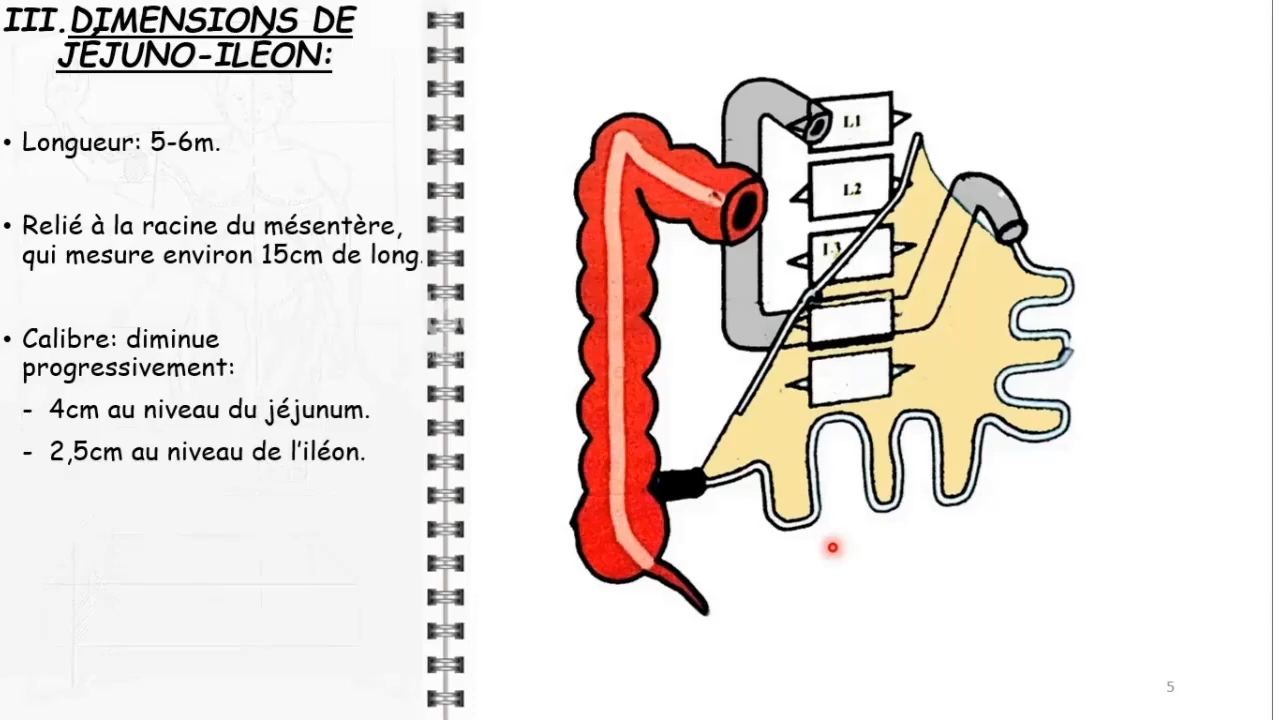 III.DIMENSIONS DE
JÉJUNO-ILÉON:
• Longueur: 5-6m.
• Relié à la racine du mésentère,
qui mesure environ 15cm de long.
• Calibre: diminue
progressivement:
- 4cm au niveau du jéjunum.
- 2,5cm au niveau de l’iléon.
L1
L2
L3
5